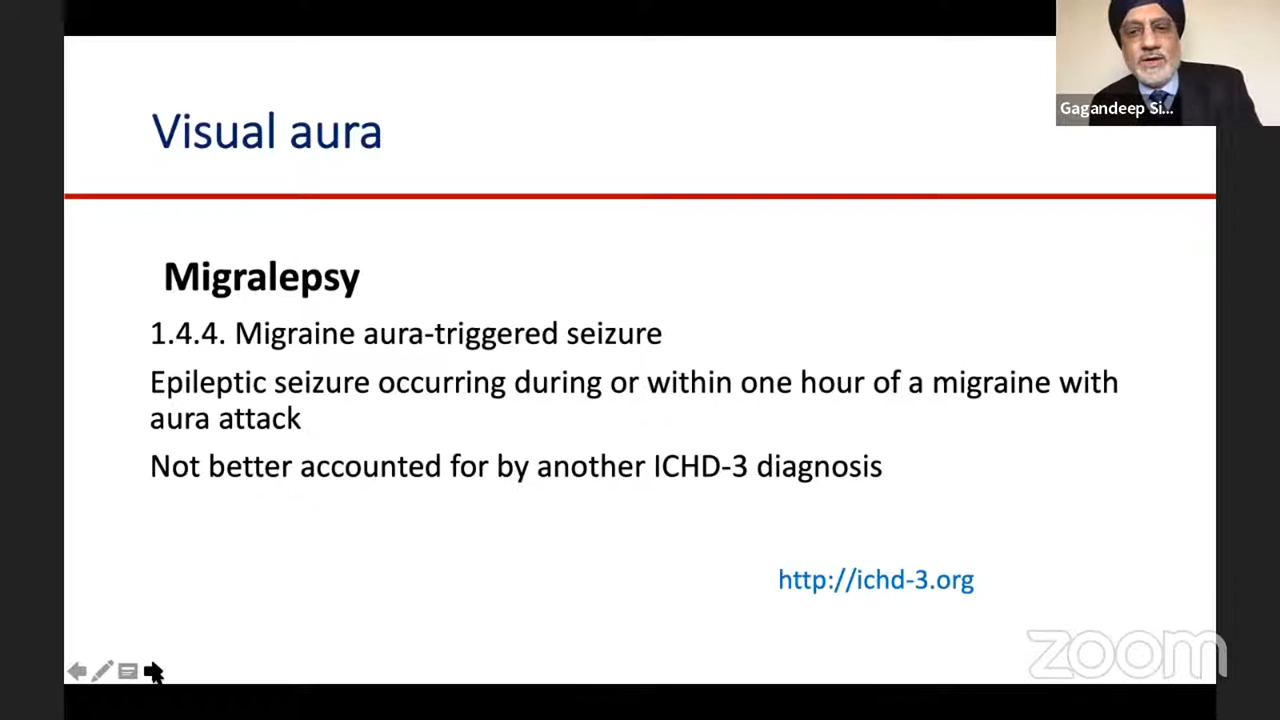 Gagandeep Si...
Visual aura
Migralepsy
1.4.4. Migraine aura-triggered seizure
Epileptic seizure occurring during or within one hour of a migraine with
aura attack
Not better accounted for by another ICHD-3 diagnosis
http://ichd-3.org
zoom